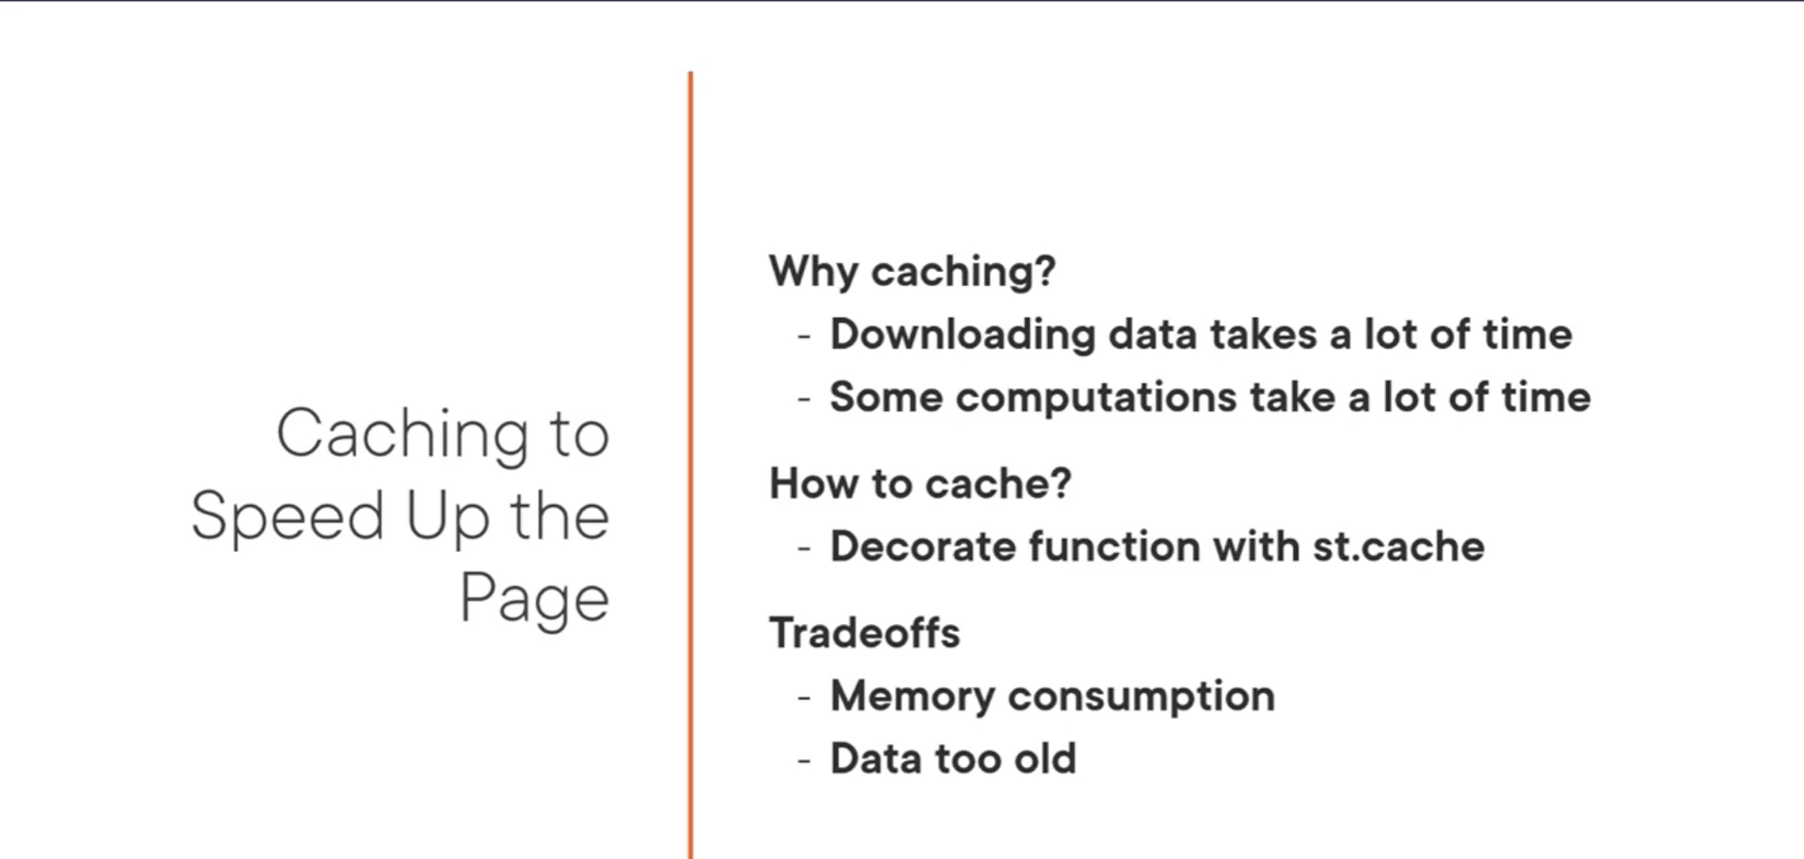 Caching to
Speed Up the
Page
Why caching?
- Downloading data takes a lot of time
- Some computations take a lot of time
How to cache?
- Decorate function with st.cache
Tradeoffs
- Memory consumption
- Data too old